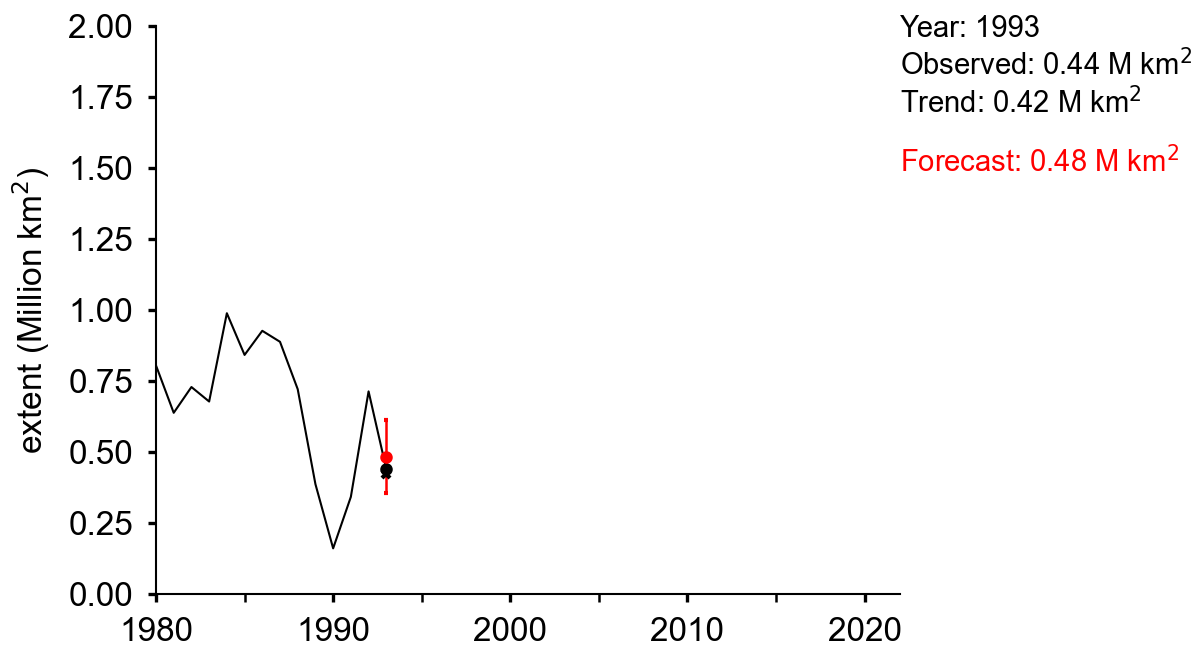 2.00
1.75
1.50
1.25
1.00
0.75
0.50
0.25
0.00
extent (Million km²)
1980 1990 2000 2010 2020
Year: 1993
Observed: 0.44 M km²
Trend: 0.42 M km²
Forecast: 0.48 M km²